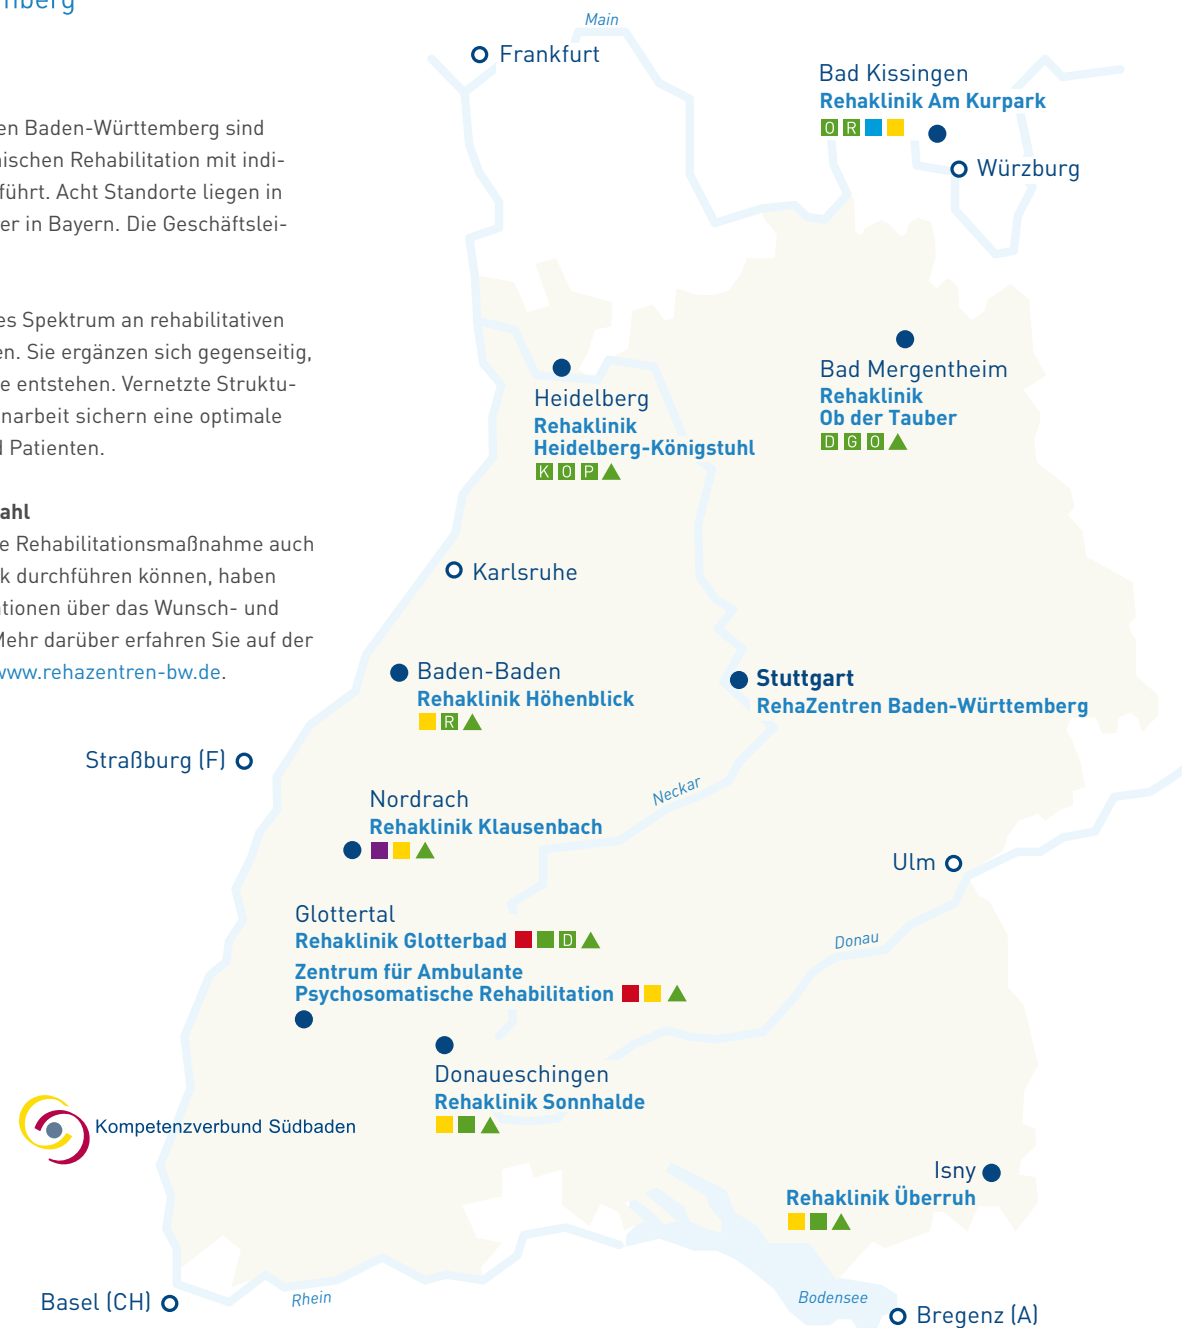 mberg
en Baden-Württemberg sind
nischen Rehabilitation mit indi-
führt. Acht Standorte liegen in
er in Bayern. Die Geschäftslei-
es Spektrum an rehabilitativen
en. Sie ergänzen sich gegenseitig,
e entstehen. Vernetzte Struktu-
narbeit sichern eine optimale
d Patienten.
ahl
e Rehabilitationsmaßnahme auch
k durchführen können, haben
ationen über das Wunsch- und
Mehr darüber erfahren Sie auf der
www.rehazentren-bw.de.
Main
Frankfurt
Bad Kissingen
Rehaklinik Am Kurpark
O R
Würzburg
Heidelberg
Rehaklinik
Heidelberg-Königstuhl
K O P
Bad Mergentheim
Rehaklinik
Ob der Tauber
D G O
Karlsruhe
Baden-Baden
Rehaklinik Höhenblick
R
Stuttgart
RehaZentren Baden-Württemberg
Straßburg (F)
Neckar
Nordrach
Rehaklinik Klausenbach
Ulm
Glottertal
Rehaklinik Glotterbad D
Zentrum für Ambulante
Psychosomatische Rehabilitation
Donau
Donaueschingen
Rehaklinik Sonnhalde
Kompetenzverbund Südbaden
Isny
Rehaklinik Überruh
Basel (CH)
Rhein
Bodensee
Bregenz (A)